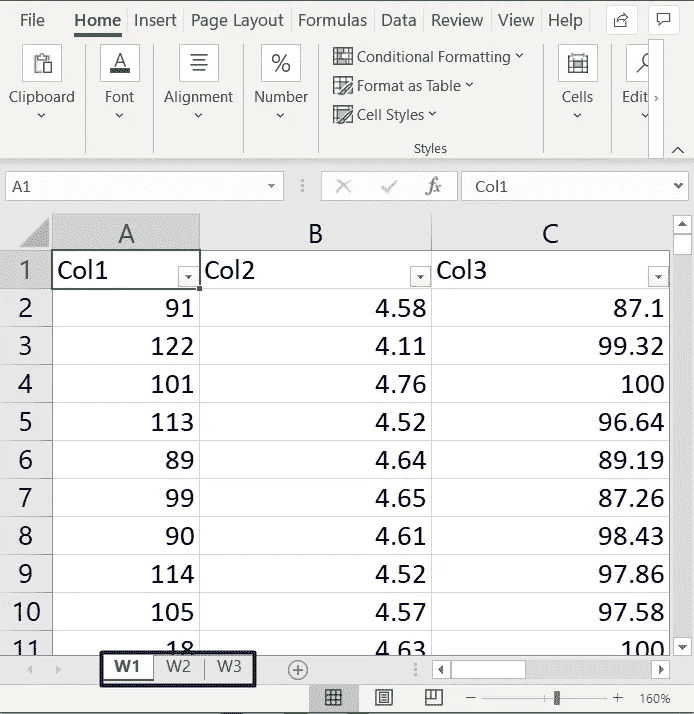 File Home Insert Page Layout Formulas Data Review View Help
Conditional Formatting
Format as Table
Cell Styles
Clipboard Font Alignment Number Cells Edit
Styles
A1 fx Col1
A B C
1 Col1 Col2 Col3
2 91 4.58 87.1
3 122 4.11 99.32
4 101 4.76 100
5 113 4.52 96.64
6 89 4.64 89.19
7 99 4.65 87.26
8 90 4.61 98.43
9 114 4.52 97.86
10 105 4.57 97.58
11 18 4.63 100
W1 W2 W3
160%